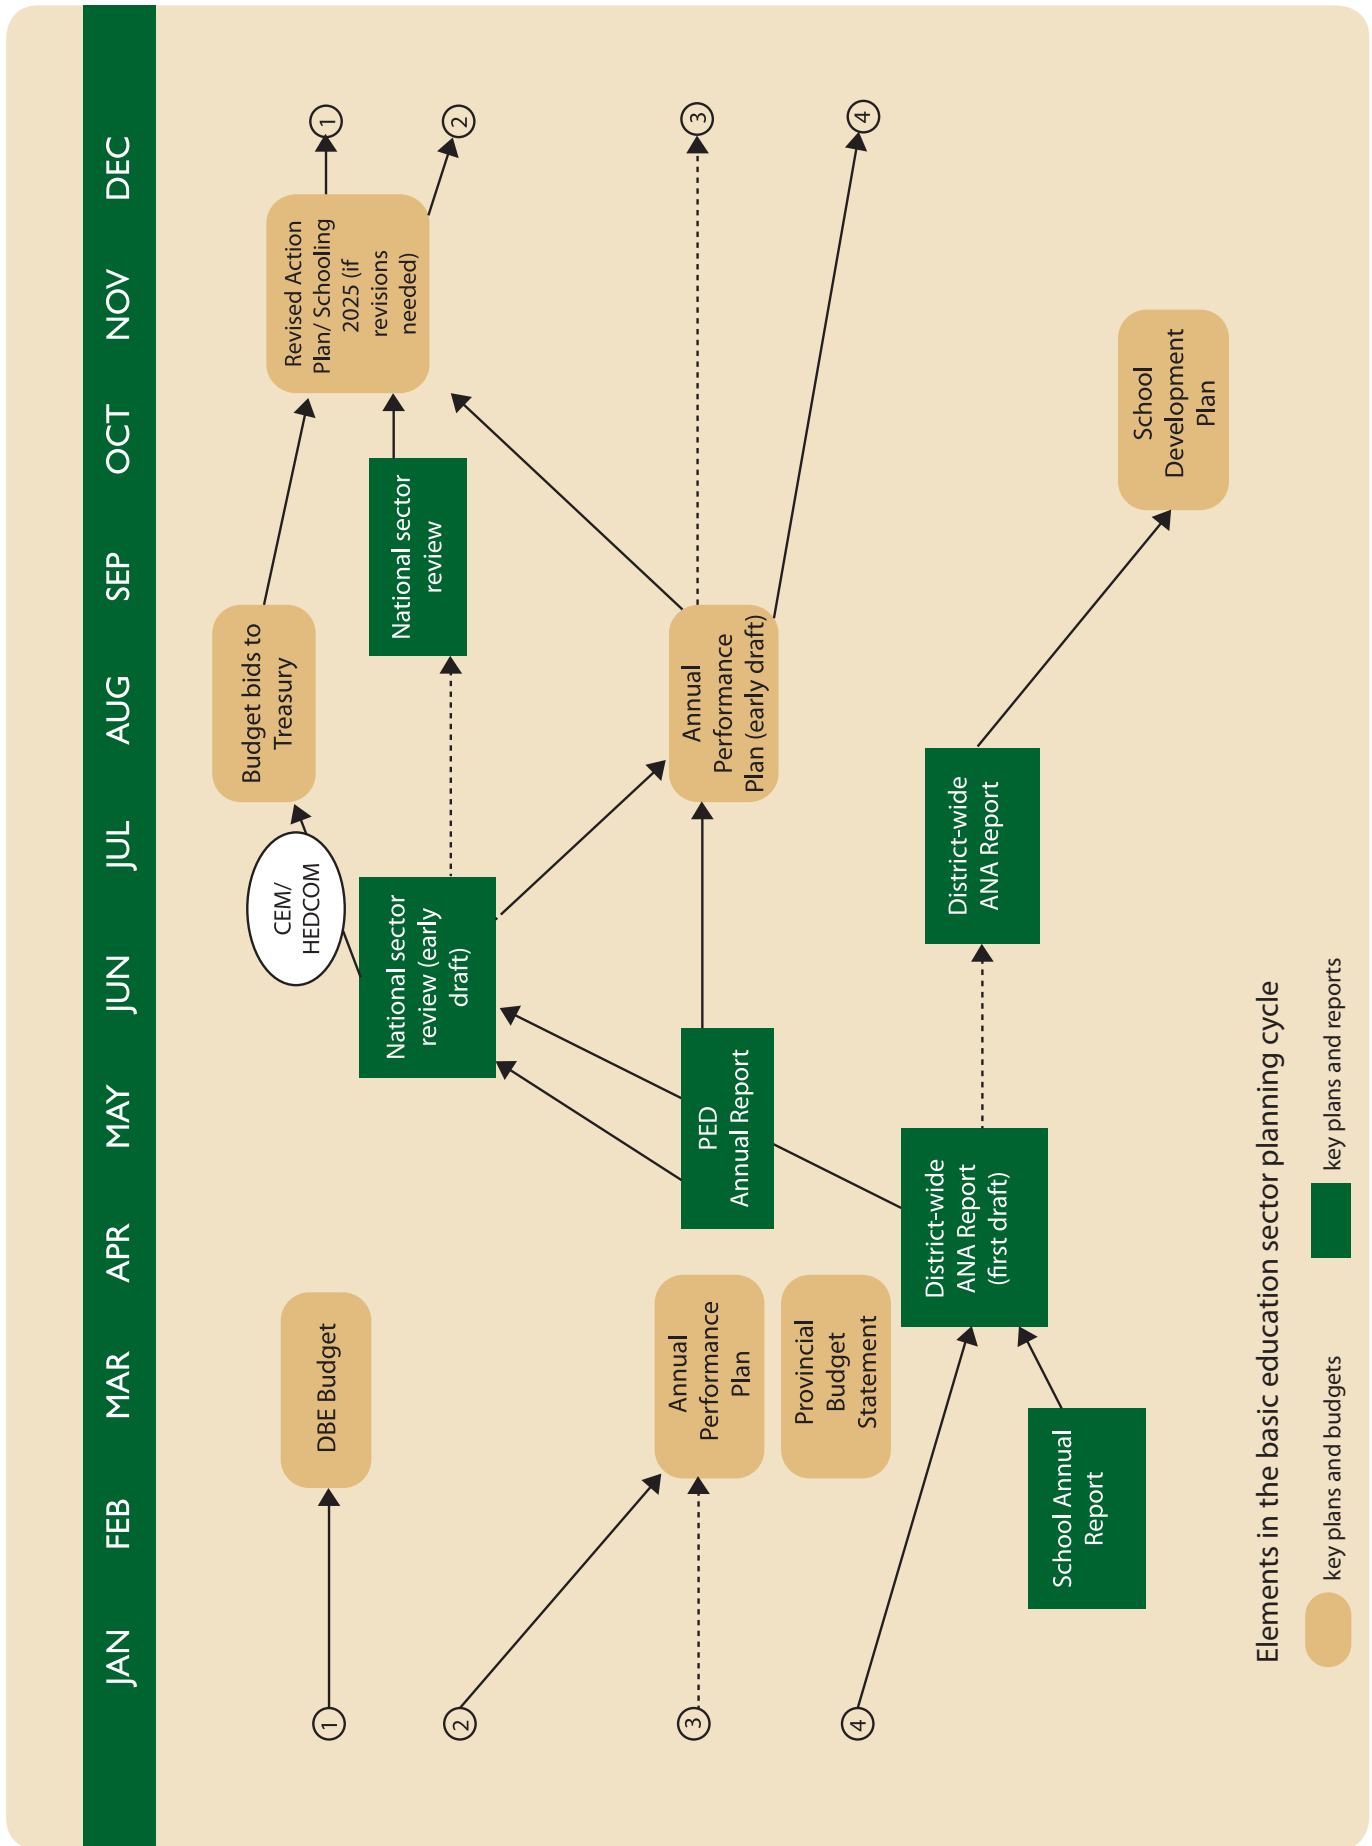 JAN FEB MAR APR MAY JUN JUL AUG SEP OCT NOV DEC
1
DBE Budget
CEM/
HEDCOM
Budget bids to
Treasury
Revised Action
Plan/ Schooling
2025 (if
revisions
needed)
1
2
National sector
review (early
draft)
National sector
review
2
3
Annual
Performance
Plan
PED
Annual Report
Annual
Performance
Plan (early draft)
3
4
Provincial
Budget
Statement
4
District-wide
ANA Report
(first draft)
District-wide
ANA Report
School Annual
Report
School
Development
Plan
Elements in the basic education sector planning cycle
key plans and budgets
key plans and reports